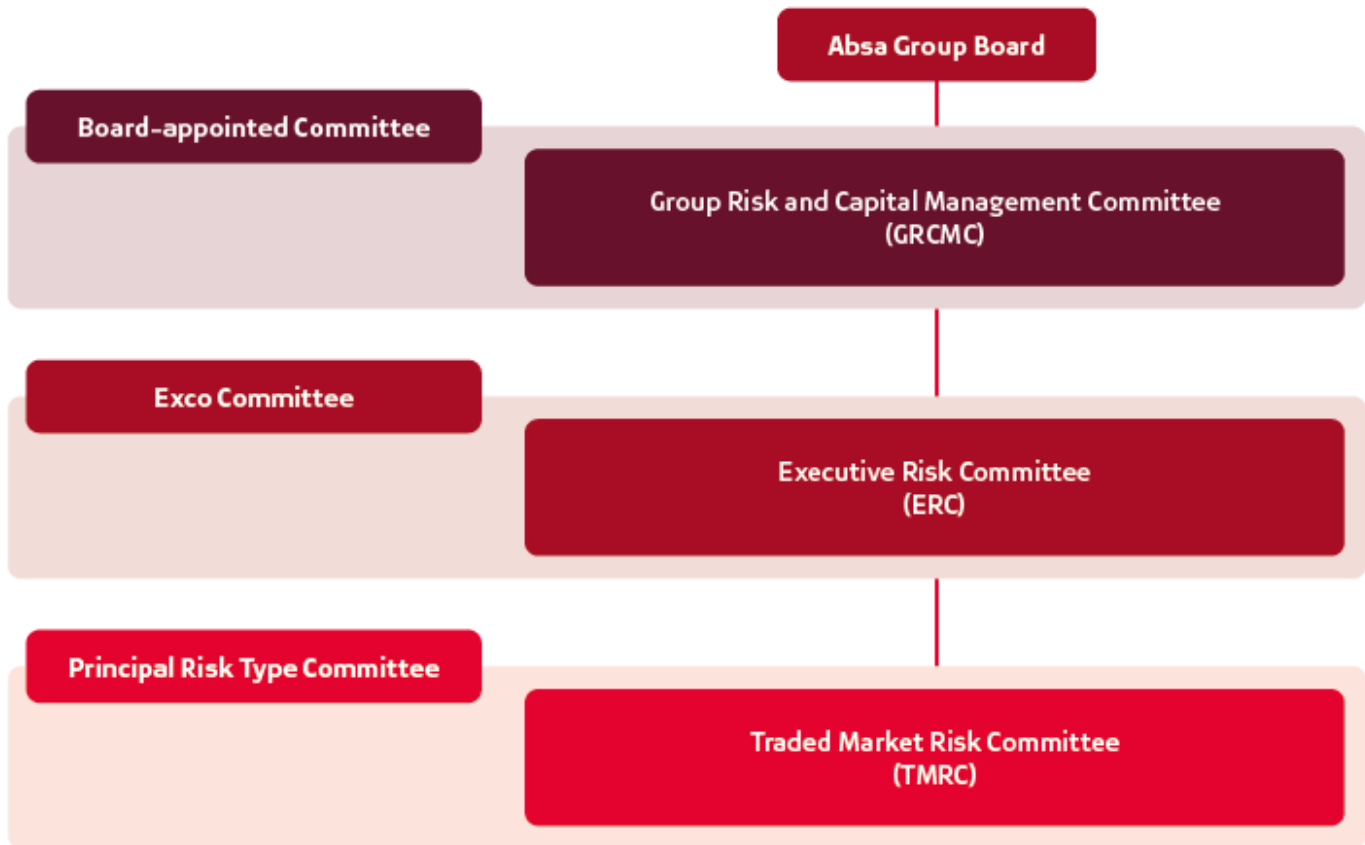 Absa Group Board
Board-appointed Committee
Group Risk and Capital Management Committee
(GRCMC)
Exco Committee
Executive Risk Committee
(ERC)
Principal Risk Type Committee
Traded Market Risk Committee
(TMRC)